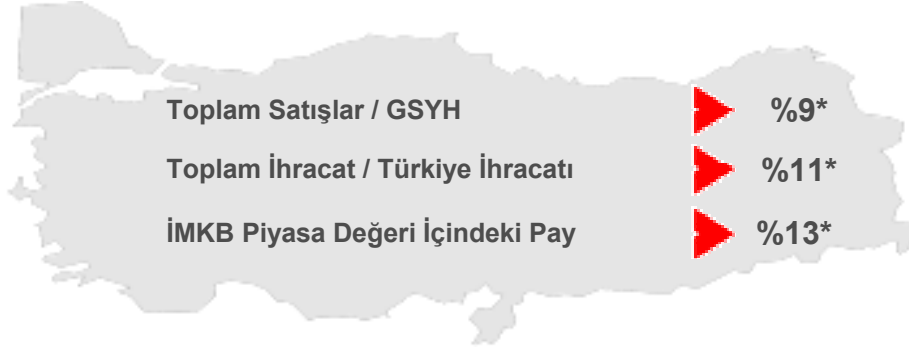 Toplam Satışlar / GSYH %9*
Toplam İhracat / Türkiye İhracatı %11*
İMKB Piyasa Değeri İçindeki Pay %13*